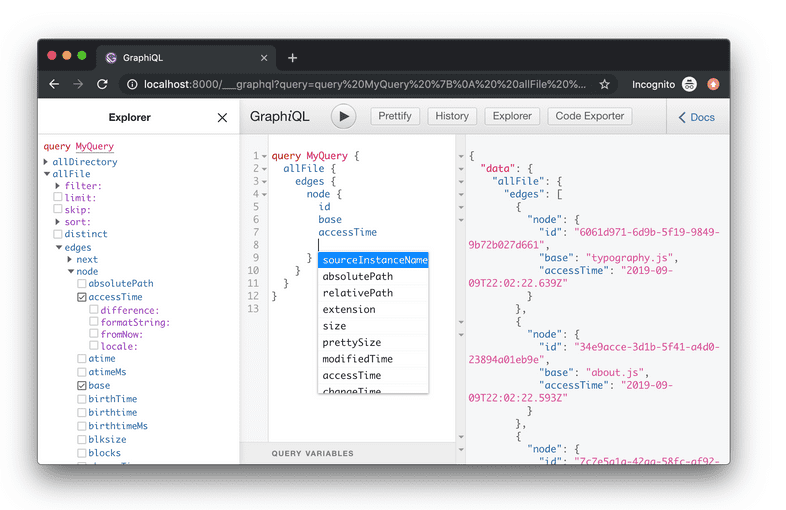 GraphiQL
localhost:8000/___graphql?query=query%20MyQuery%20%7B%0A%20%20allFile%20%...
Incognito
Explorer
query MyQuery
allDirectory
allFile
filter:
limit:
skip:
sort:
distinct
edges
next
node
absolutePath
accessTime
difference:
formatString:
fromNow:
locale:
atime
atimeMs
base
birthTime
birthtime
birthtimeMs
blksize
blocks
GraphiQL
Prettify
History
Explorer
Code Exporter
Docs
1 query MyQuery {
2 allFile {
3 edges {
4 node {
5 id
6 base
7 accessTime
8
9 }
10 }
11 }
12 }
13
sourceInstanceName
absolutePath
relativePath
extension
size
prettySize
modifiedTime
accessTime
changeTime
QUERY VARIABLES
{
"data": {
"allFile": {
"edges": [
{
"node": {
"id": "6061d971-6d9b-5f19-9849-
9b72b027d661",
"base": "typography.js",
"accessTime": "2019-09-
09T22:02:22.639Z"
}
},
{
"node": {
"id": "34e9acce-3d1b-5f41-a4d0-
23894a01eb9e",
"base": "about.js",
"accessTime": "2019-09-
09T22:02:22.593Z"
}
},
{
"node": {
"id": "7c7e5a1a-42aa-58fc-af92-